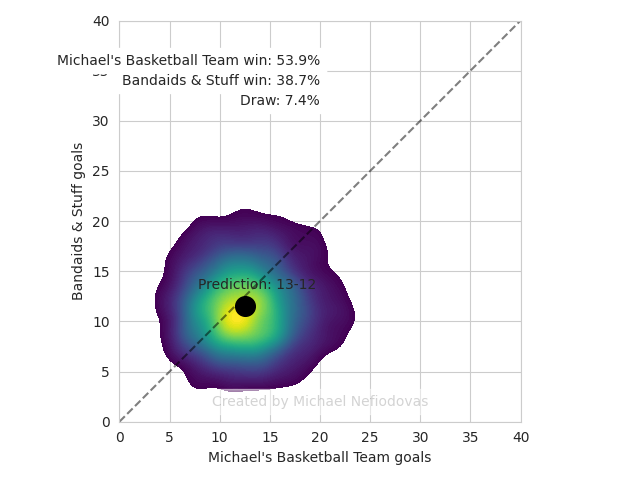 40
Michael's Basketball Team win: 53.9%
Bandaids & Stuff win: 38.7%
Draw: 7.4%
30
25
20
15
10
5
0
Bandaids & Stuff goals
Prediction: 13-12
Created by Michael Nefiodovas
0 5 10 15 20 25 30 35 40
Michael's Basketball Team goals